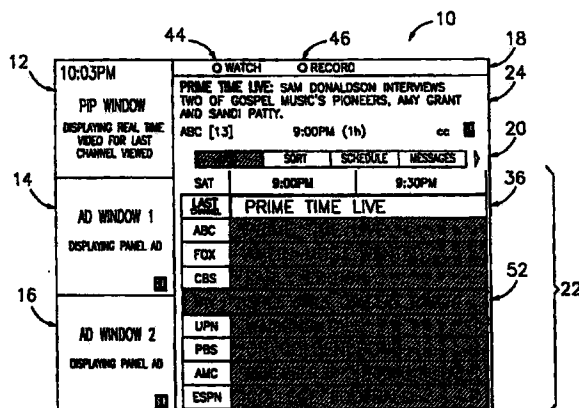 10
44
46
12
18
10:03PM
WATCH
RECORD
24
PIP WINDOW
DISPLAYING REAL TIME
VIDEO FOR LAST
CHANNEL VIEWED
PRIME TIME LIVE: SAM DONALDSON INTERVIEWS
TWO OF GOSPEL MUSIC'S PIONEERS, AMY GRANT
AND SANDI PATTY.
ABC [13] 9:00PM (1h) cc
20
SORT SCHEDULE MESSAGES
14
SAT 9:00PM 9:30PM
36
AD WINDOW 1
DISPLAYING PANEL AD
LAST CHANNEL PRIME TIME LIVE
ABC
FOX
CBS
52
22
16
AD WINDOW 2
DISPLAYING PANEL AD
UPN
PBS
AMC
ESPN